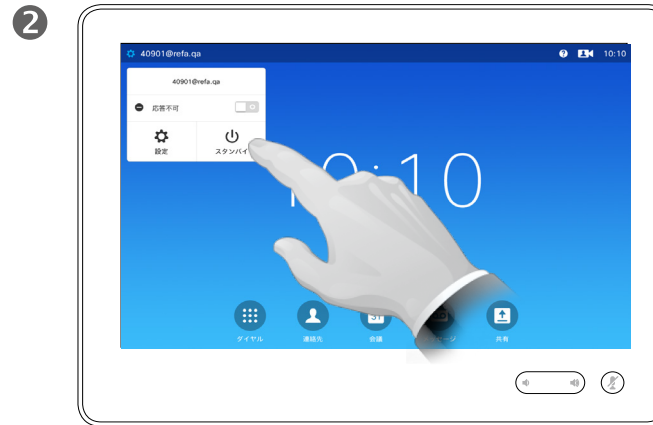 2
40901@refa.qa
? 10:10
40901@refa.qa
応答不可
設定
スタンバイ
10:10
ダイヤル
連絡先
会議
共有